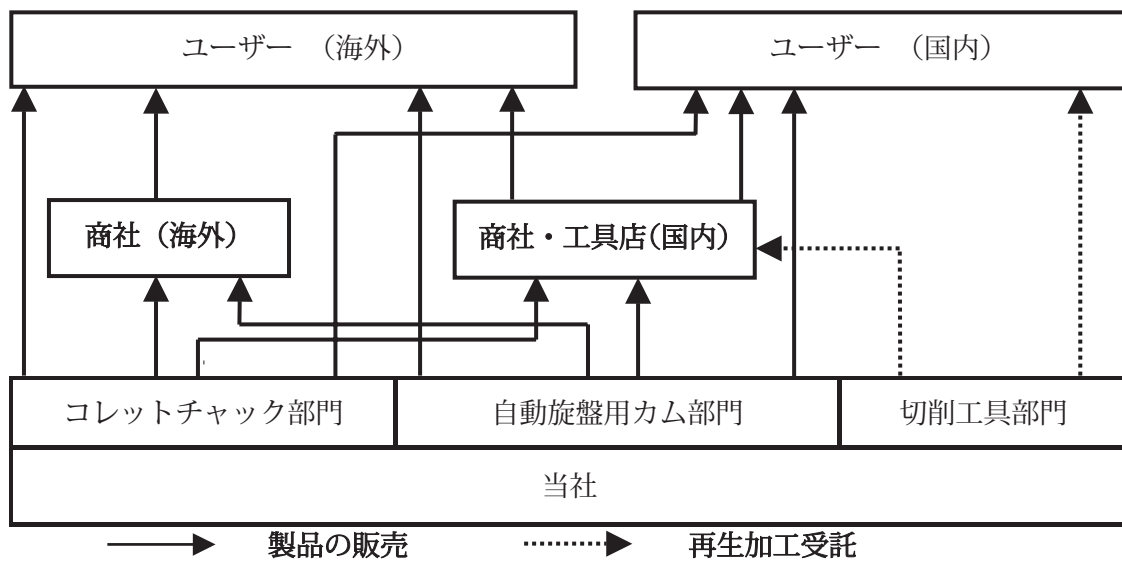 ユーザー （海外）
ユーザー （国内）
商社（海外）
商社・工具店（国内）
コレットチャック部門
自動旋盤用カム部門
切削工具部門
当社
製品の販売
再生加工受託